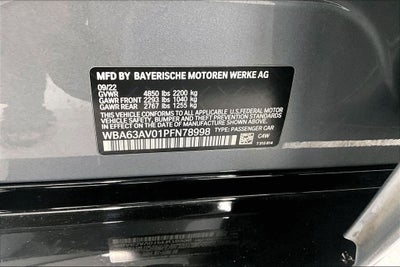 MFD BY BAYERISCHE MOTOREN WERKE AG
09/22
GVWR 4850 lbs 2200 kg
GAWR FRONT 2293 lbs 1040 kg
GAWR REAR 2767 lbs 1255 kg
THIS VEHICLE CONFORMS TO ALL APPLICABLE U.S. FEDERAL MOTOR
VEHICLE SAFETY, BUMPER, AND THEFT PREVENTION STANDARDS IN
EFFECT ON THE DATE OF MANUFACTURE SHOWN ABOVE.
WBA63AV01PFN78998 TYPE: PASSENGER CAR
C4W